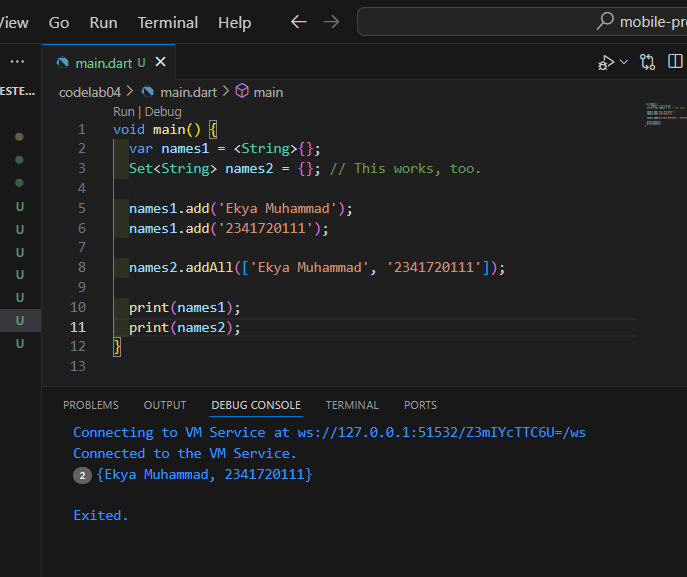 View Go Run Terminal Help mobile-pr
main.dart U
ESTE...
codelab04 > main.dart > main
Run | Debug
1 void main() {
2 var names1 = <String>{};
3 Set<String> names2 = {}; // This works, too.
4
5 names1.add('Ekya Muhammad');
6 names1.add('2341720111');
7
8 names2.addAll(['Ekya Muhammad', '2341720111']);
9
10 print(names1);
11 print(names2);
12 }
13
U
U
U
U
U
U
U
PROBLEMS OUTPUT DEBUG CONSOLE TERMINAL PORTS
Connecting to VM Service at ws://127.0.0.1:51532/Z3mIYcTTC6U=/ws
Connected to the VM Service.
2 {Ekya Muhammad, 2341720111}
Exited.